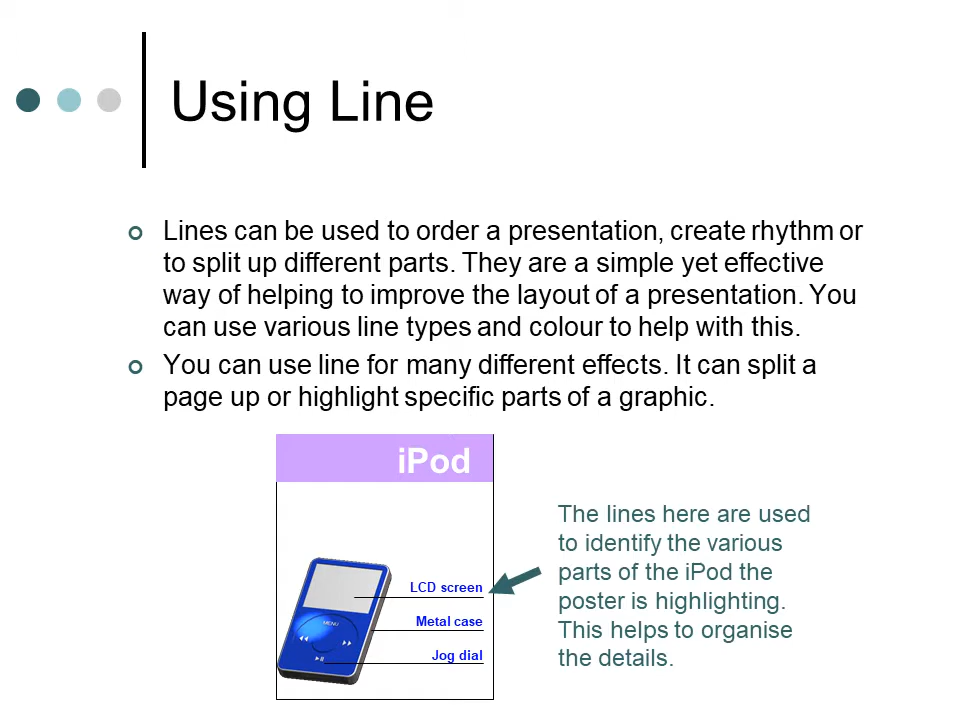 Using Line
Lines can be used to order a presentation, create rhythm or
to split up different parts. They are a simple yet effective
way of helping to improve the layout of a presentation. You
can use various line types and colour to help with this.
You can use line for many different effects. It can split a
page up or highlight specific parts of a graphic.
iPod
MENU
LCD screen
Metal case
Jog dial
The lines here are used
to identify the various
parts of the iPod the
poster is highlighting.
This helps to organise
the details.